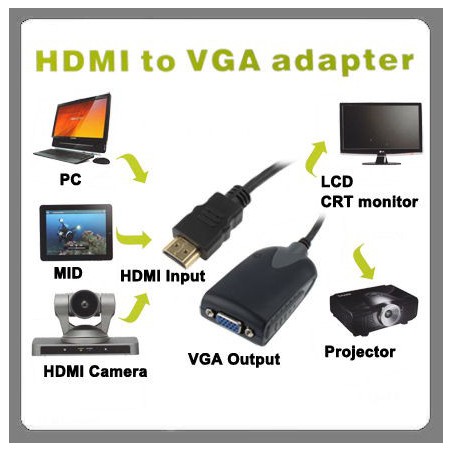 HDMI to VGA adapter
PC
LCD
CRT monitor
MID
HDMI Input
HDMI Camera
VGA Output
Projector